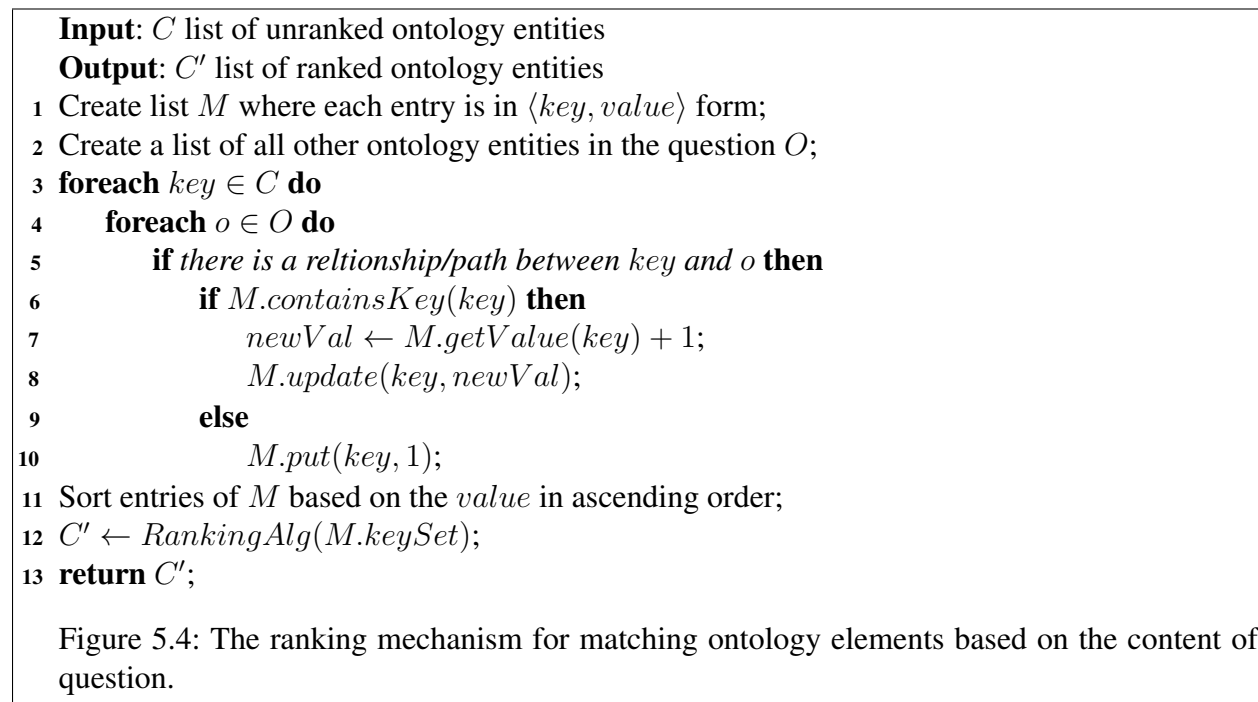 Input: C list of unranked ontology entities
Output: C′ list of ranked ontology entities
1 Create list M where each entry is in ⟨key, value⟩ form;
2 Create a list of all other ontology entities in the question O;
3 foreach key ∈ C do
4 foreach o ∈ O do
5 if there is a reltionship/path between key and o then
6 if M.containsKey(key) then
7 newVal ← M.getValue(key) + 1;
8 M.update(key, newVal);
9 else
10 M.put(key, 1);
11 Sort entries of M based on the value in ascending order;
12 C′ ← RankingAlg(M.keySet);
13 return C′;
Figure 5.4: The ranking mechanism for matching ontology elements based on the content of
question.